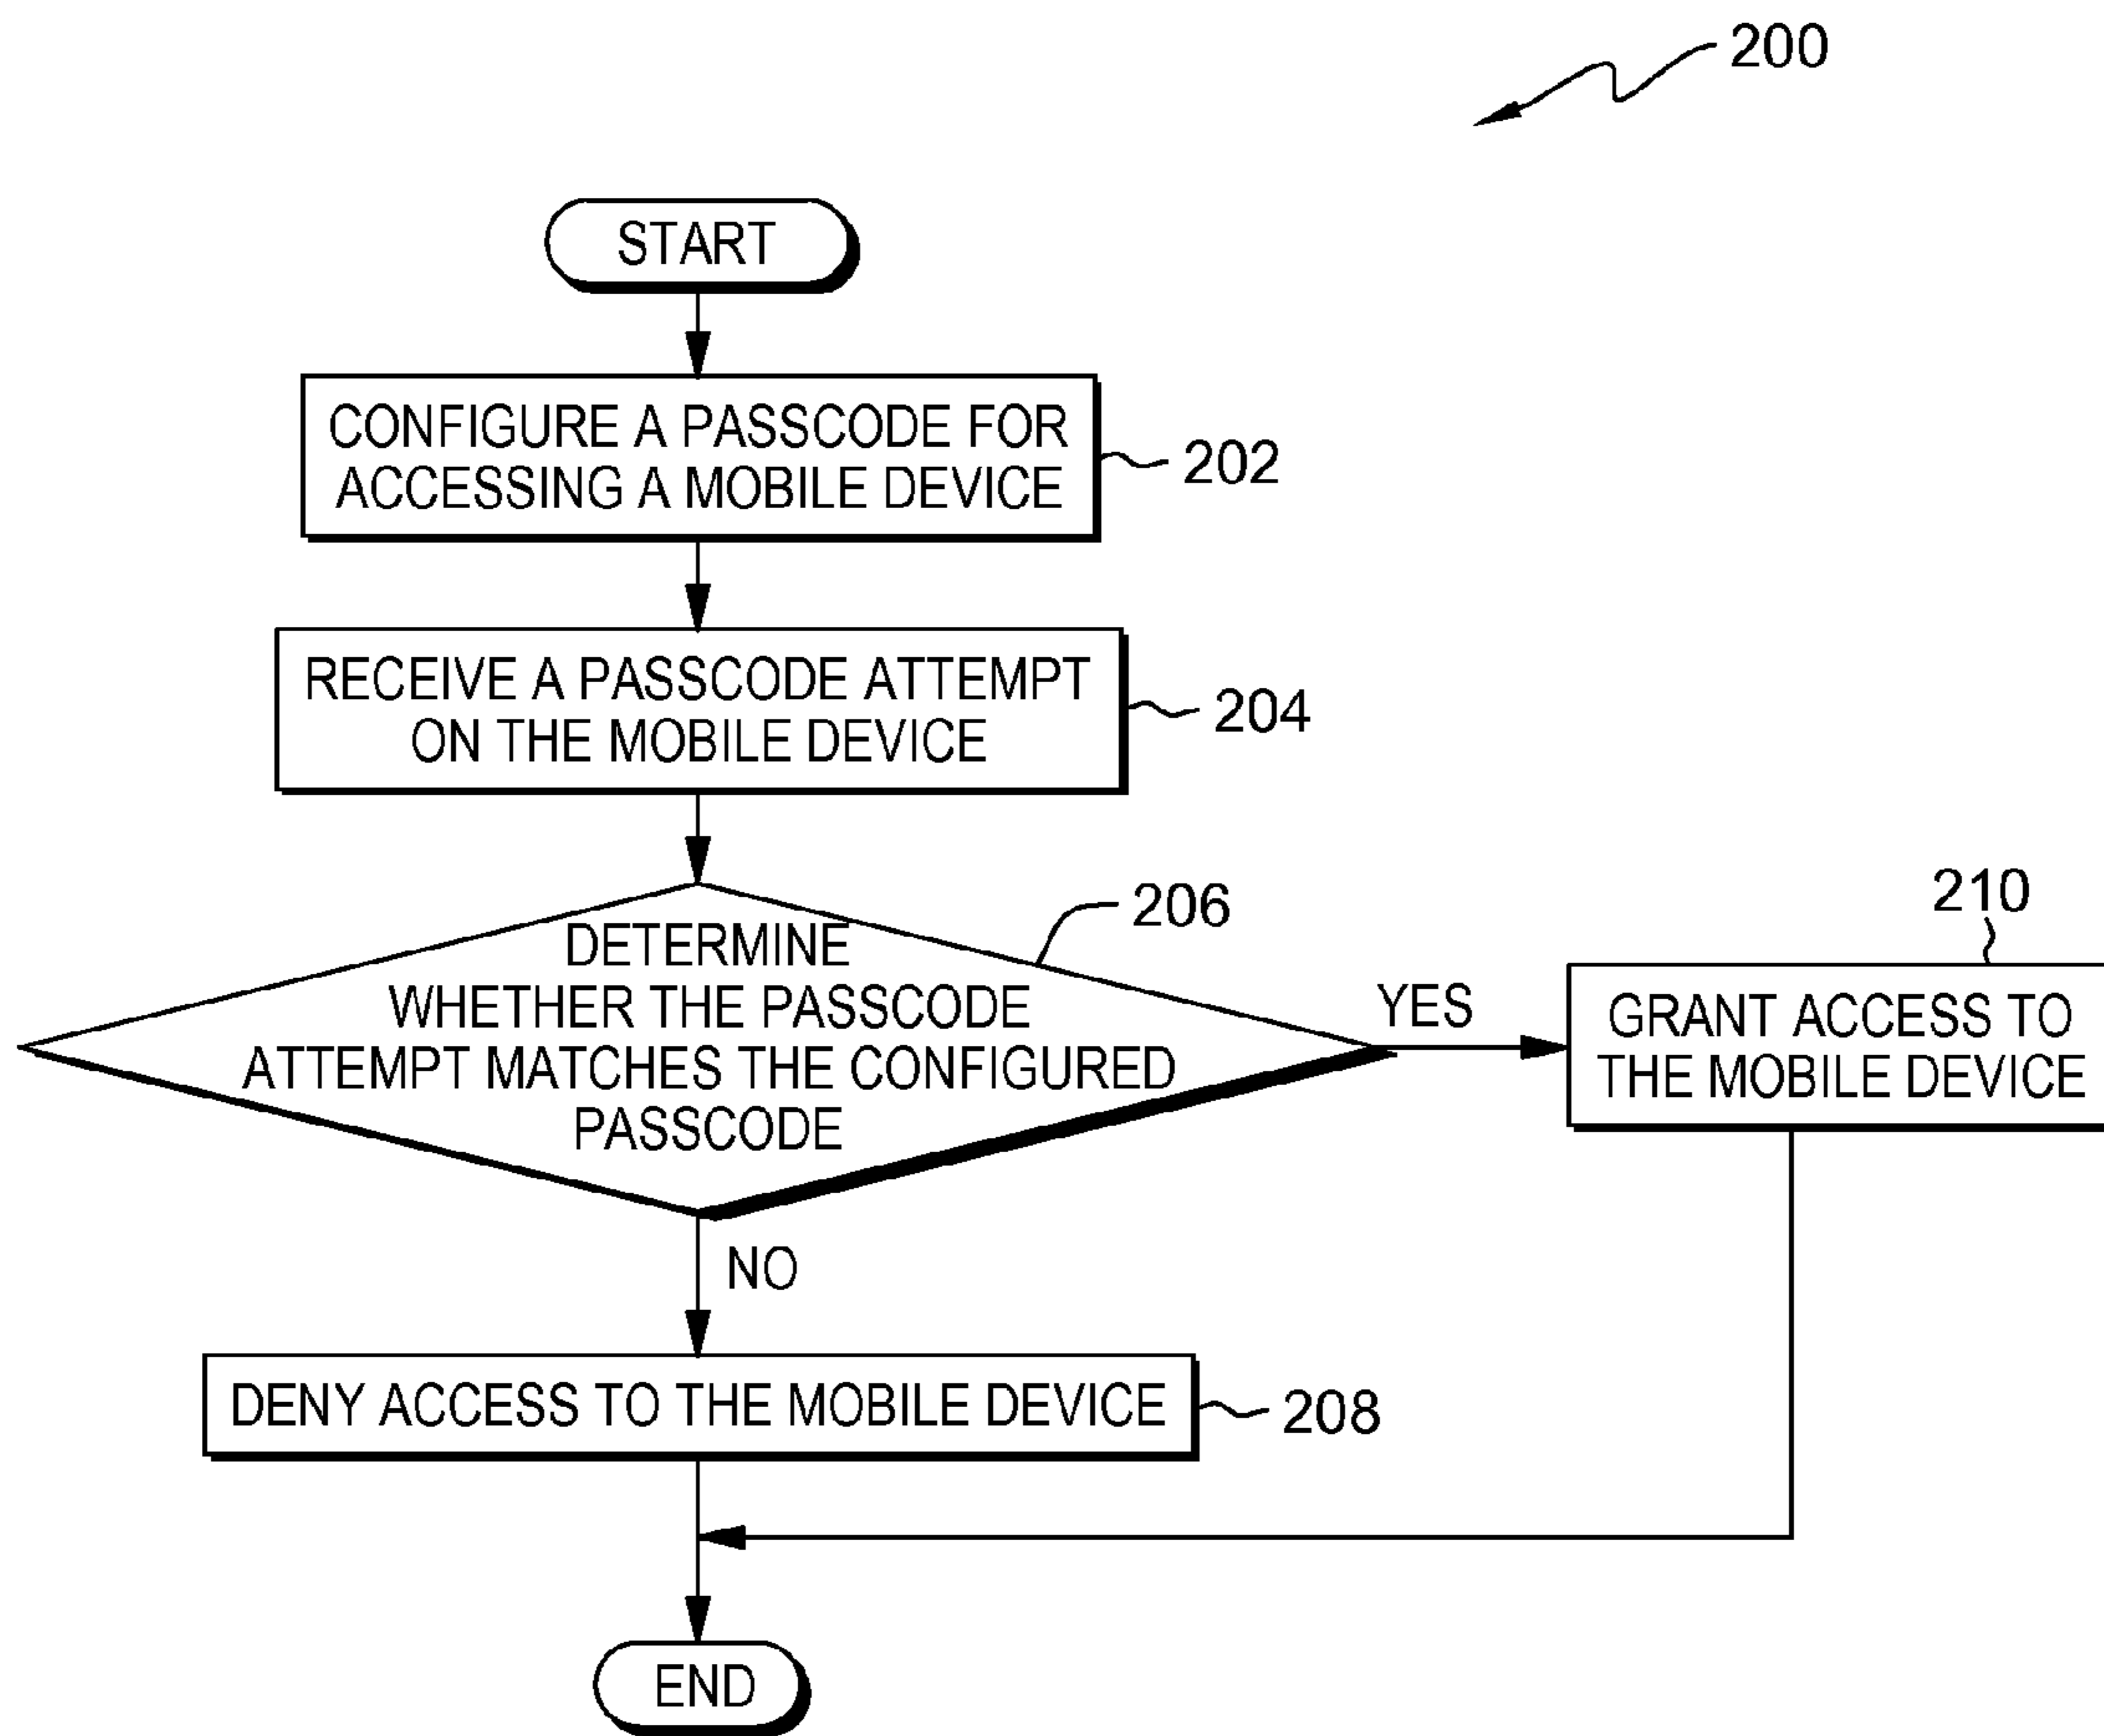 200
START
CONFIGURE A PASSCODE FOR
ACCESSING A MOBILE DEVICE
202
RECEIVE A PASSCODE ATTEMPT
ON THE MOBILE DEVICE
204
DETERMINE
WHETHER THE PASSCODE
ATTEMPT MATCHES THE CONFIGURED
PASSCODE
206
YES
210
GRANT ACCESS TO
THE MOBILE DEVICE
NO
DENY ACCESS TO THE MOBILE DEVICE
208
END